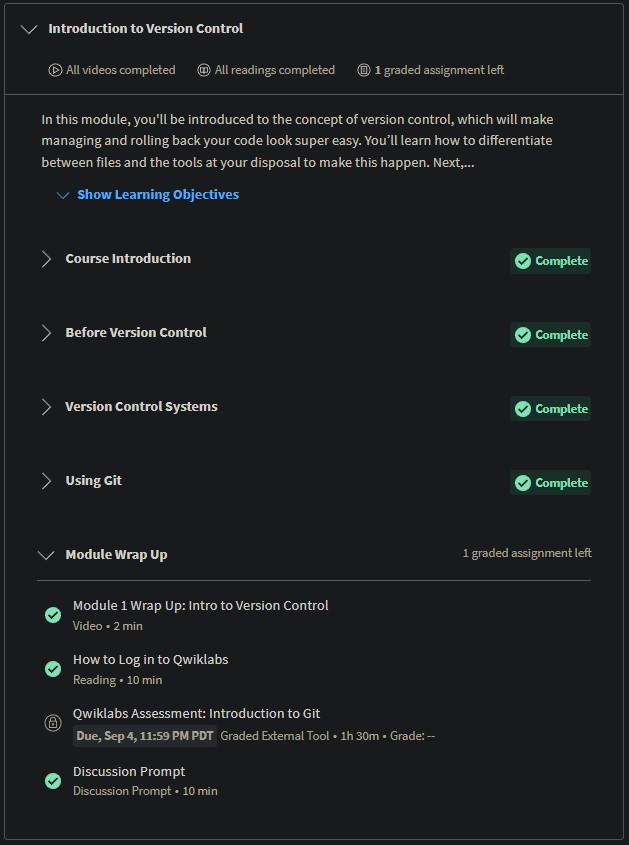 Introduction to Version Control
All videos completed
All readings completed
1 graded assignment left
In this module, you'll be introduced to the concept of version control, which will make
managing and rolling back your code look super easy. You’ll learn how to differentiate
between files and the tools at your disposal to make this happen. Next,...
Show Learning Objectives
Course Introduction
Complete
Before Version Control
Complete
Version Control Systems
Complete
Using Git
Complete
Module Wrap Up
1 graded assignment left
Module 1 Wrap Up: Intro to Version Control
Video • 2 min
How to Log in to Qwiklabs
Reading • 10 min
Qwiklabs Assessment: Introduction to Git
Due, Sep 4, 11:59 PM PDT Graded External Tool • 1h 30m • Grade: --
Discussion Prompt
Discussion Prompt • 10 min